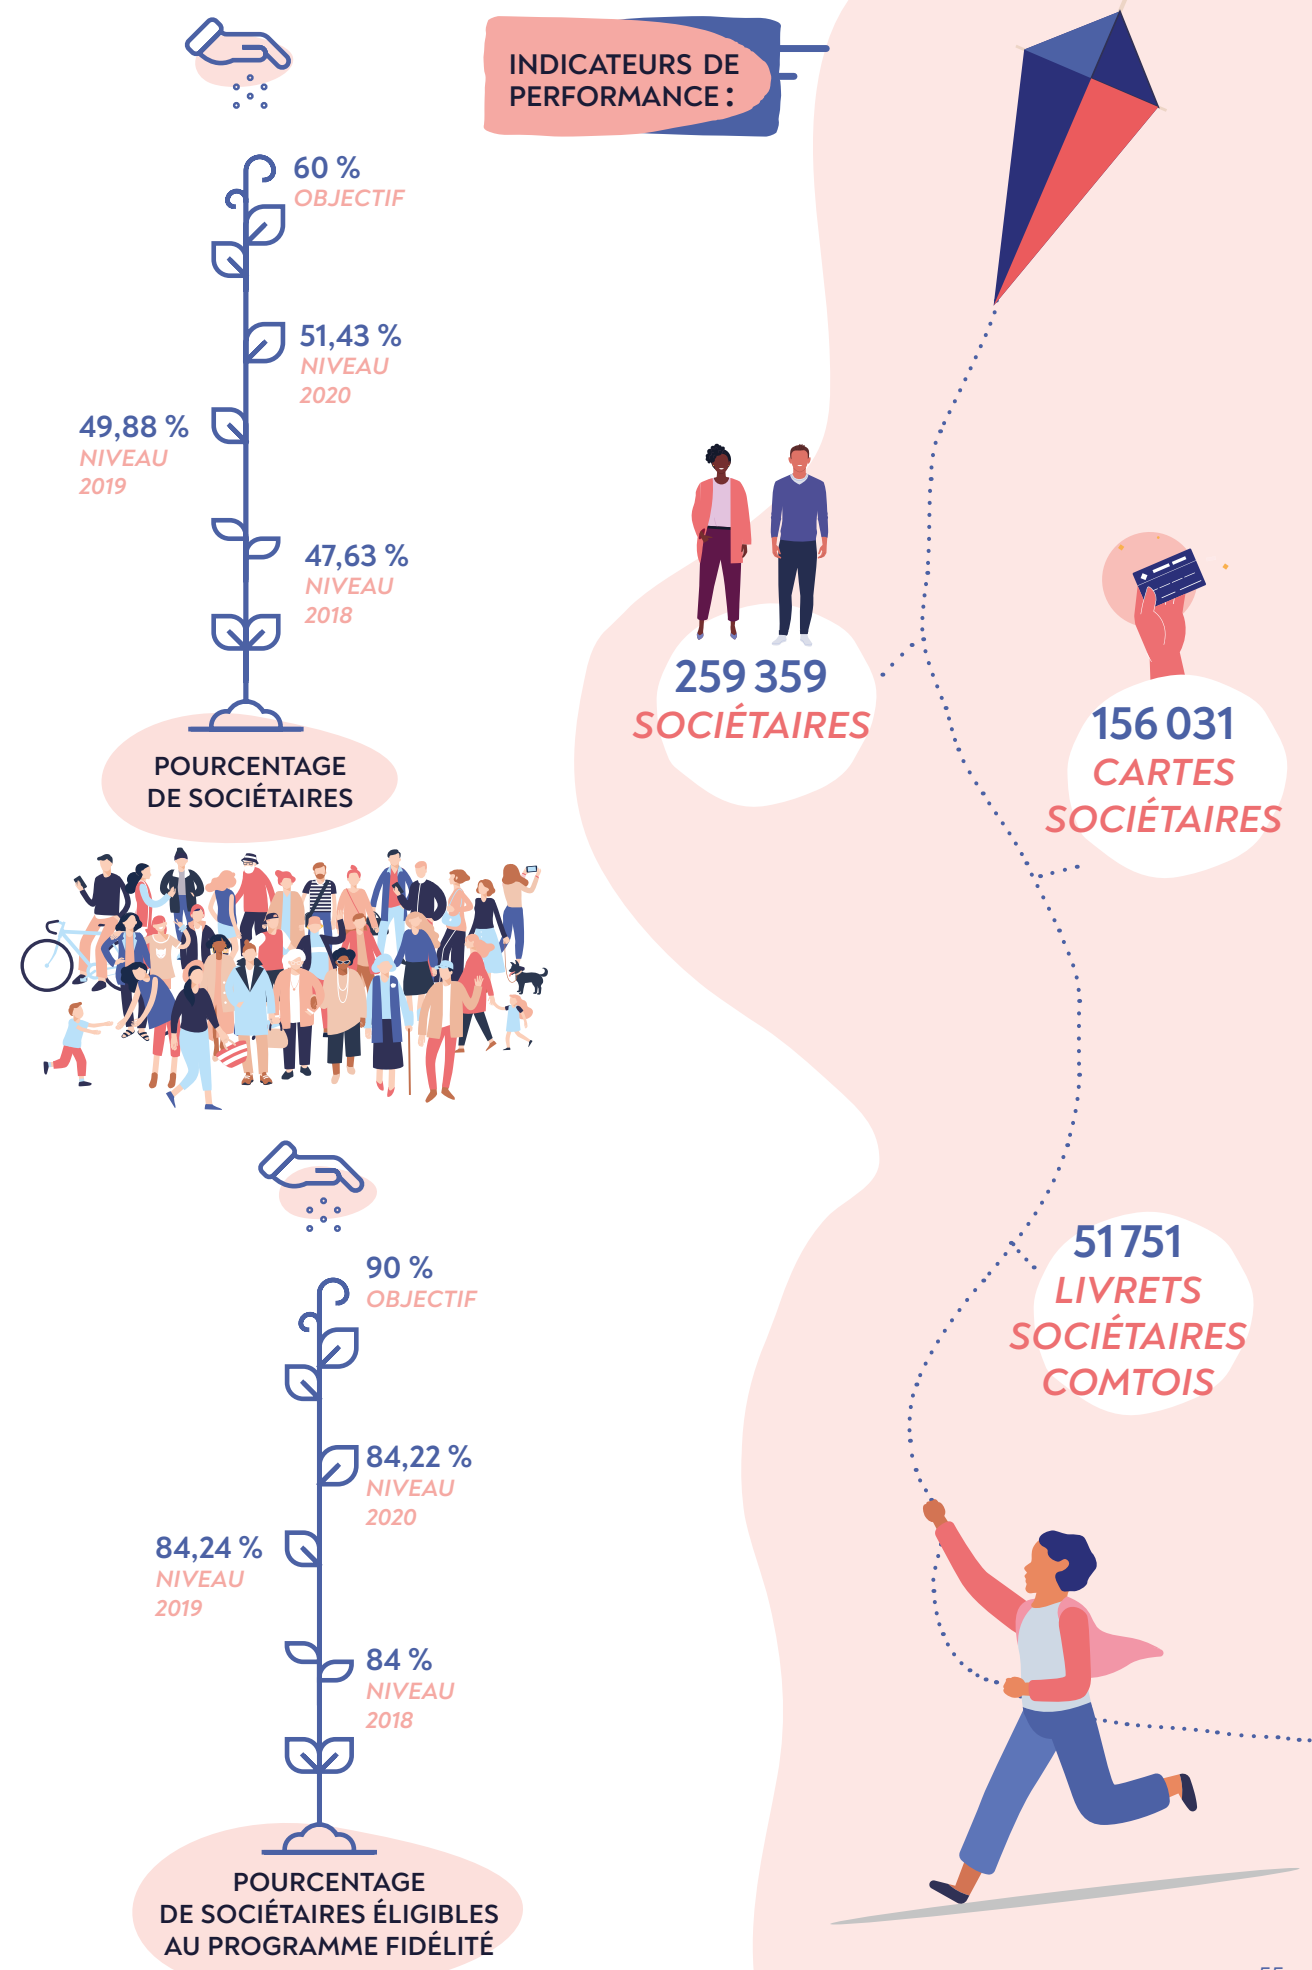 INDICATEURS DE
PERFORMANCE :
60 %
OBJECTIF
51,43 %
NIVEAU
2020
49,88 %
NIVEAU
2019
47,63 %
NIVEAU
2018
POURCENTAGE
DE SOCIÉTAIRES
259 359
SOCIÉTAIRES
156 031
CARTES
SOCIÉTAIRES
51 751
LIVRETS
SOCIÉTAIRES
COMTOIS
90 %
OBJECTIF
84,22 %
NIVEAU
2020
84,24 %
NIVEAU
2019
84 %
NIVEAU
2018
POURCENTAGE
DE SOCIÉTAIRES ÉLIGIBLES
AU PROGRAMME FIDÉLITÉ